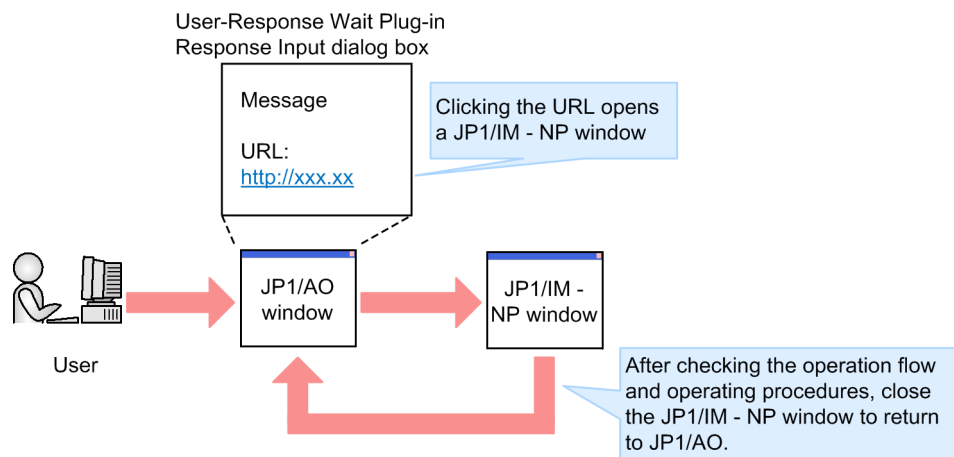 User-Response Wait Plug-in
Response Input dialog box
Message
URL:
http://xxx.xx
Clicking the URL opens
a JP1/IM - NP window
JP1/AO
window
JP1/IM -
NP window
User
After checking the operation flow
and operating procedures, close
the JP1/IM - NP window to return
to JP1/AO.